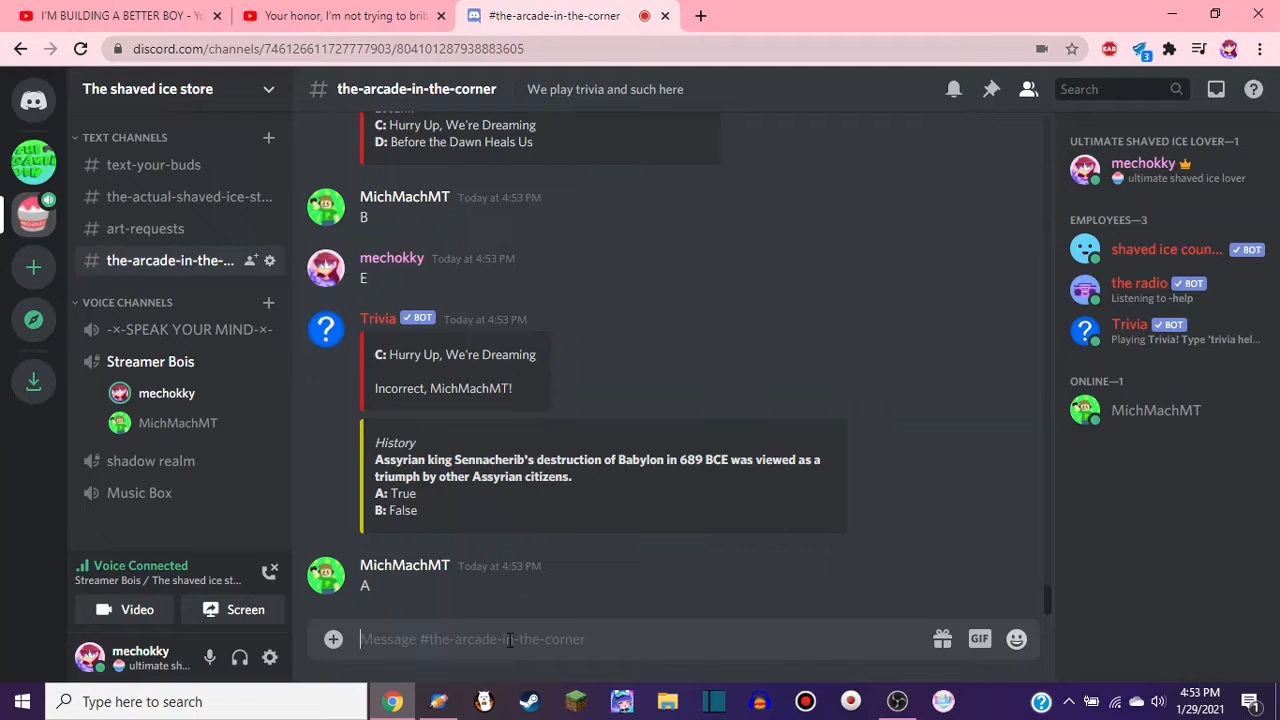 I'M BUILDING A BETTER BOY - Yo
Your honor, I'm not trying to brib
#the-arcade-in-the-corner
discord.com/channels/746126611727777903/804101287938883605
EAB
3
The shaved ice store
# the-arcade-in-the-corner
We play trivia and such here
Search
TEXT CHANNELS
# text-your-buds
# the-actual-shaved-ice-st...
# art-requests
# the-arcade-in-the-...
VOICE CHANNELS
-×-SPEAK YOUR MIND-×-
Streamer Bois
mechokky
MichMachMT
shadow realm
Music Box
Voice Connected
Streamer Bois / The shaved ice st...
Video
Screen
mechokky
ultimate sh...
C: Hurry Up, We're Dreaming
D: Before the Dawn Heals Us
MichMachMT Today at 4:53 PM
B
mechokky Today at 4:53 PM
E
Trivia ✓ BOT Today at 4:53 PM
C: Hurry Up, We're Dreaming
Incorrect, MichMachMT!
History
Assyrian king Sennacherib's destruction of Babylon in 689 BCE was viewed as a
triumph by other Assyrian citizens.
A: True
B: False
MichMachMT Today at 4:53 PM
A
Message #the-arcade-in-the-corner
GIF
ULTIMATE SHAVED ICE LOVER—1
mechokky
ultimate shaved ice lover
EMPLOYEES—3
shaved ice coun... ✓ BOT
the radio ✓ BOT
Listening to -help
Trivia ✓ BOT
Playing Trivia! Type 'trivia hel...
ONLINE—1
MichMachMT
Type here to search
4:53 PM
1/29/2021
1